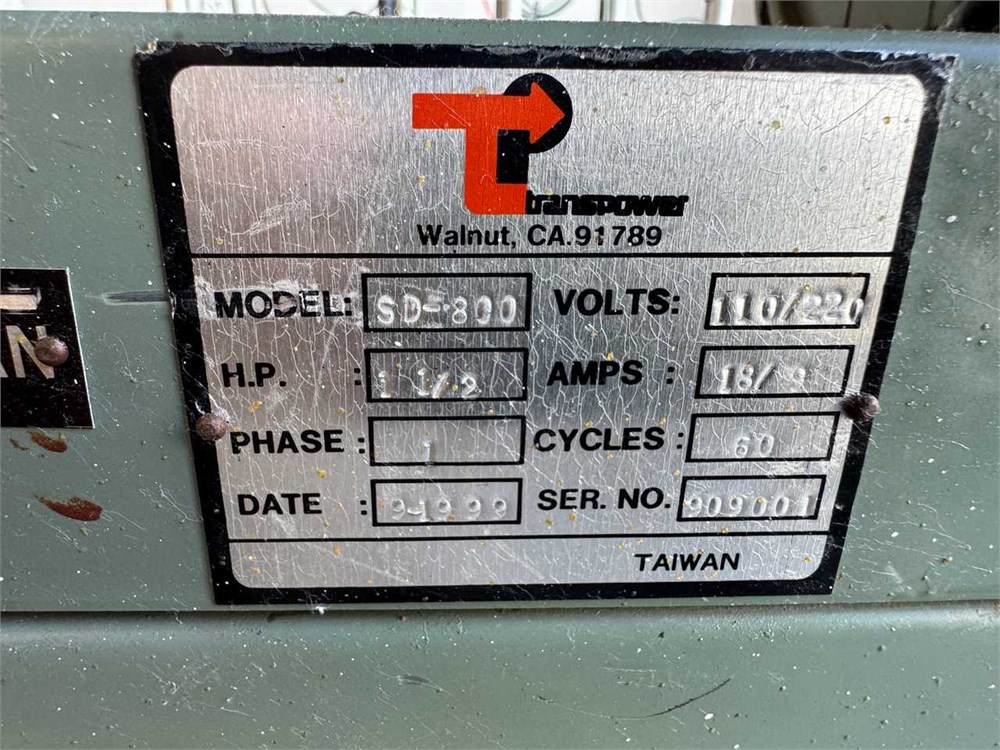 transpower
Walnut, CA.91789
MODEL: SD-800 VOLTS: 110/220
H.P. : 1 1/2 AMPS : 18/9
PHASE : 1 CYCLES : 60
DATE : 9-1999 SER. NO. 909001
TAIWAN
AN